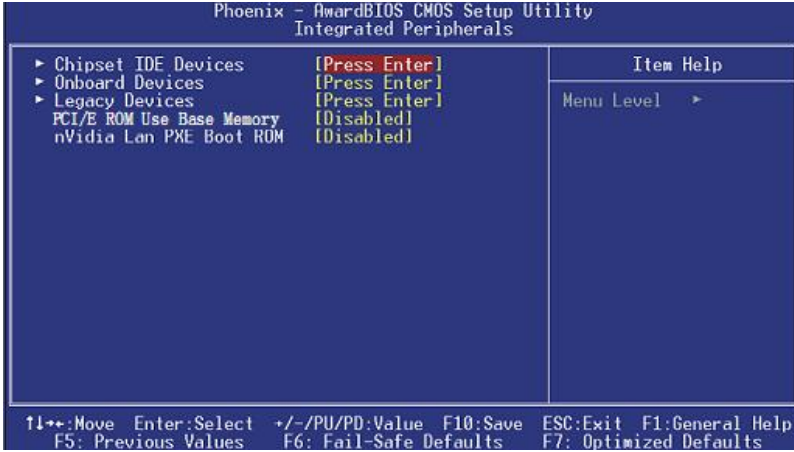 Phoenix - AwardBIOS CMOS Setup Utility
Integrated Peripherals
► Chipset IDE Devices [Press Enter]
► Onboard Devices [Press Enter]
► Legacy Devices [Press Enter]
PCI/E ROM Use Base Memory [Disabled]
nVidia Lan PXE Boot ROM [Disabled]
Item Help
Menu Level ►
↑↓→←:Move Enter:Select +/-/PU/PD:Value F10:Save ESC:Exit F1:General Help
F5: Previous Values F6: Fail-Safe Defaults F7: Optimized Defaults